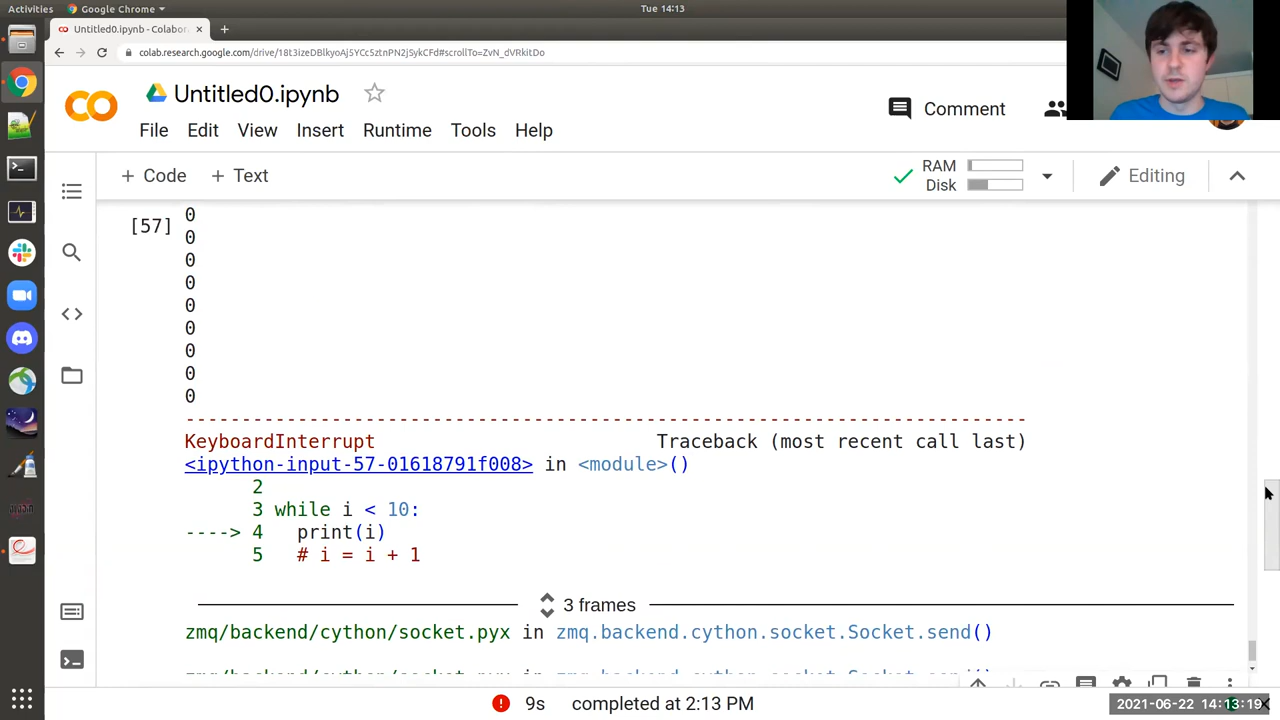 Activities Google Chrome Tue 14:13
Untitled0.ipynb - Colabor
colab.research.google.com/drive/18t3izeDBlkyoAj5YCc5ztnPN2jSykCFd#scrollTo=ZvN_dVRkitDo
Untitled0.ipynb
Comment
File Edit View Insert Runtime Tools Help
+ Code + Text
RAM
Disk
Editing
[57]
0
0
0
0
0
0
0
0
0
---------------------------------------------------------------------------
KeyboardInterrupt Traceback (most recent call last)
<ipython-input-57-01618791f008> in <module>()
2
3 while i < 10:
----> 4 print(i)
5 # i = i + 1
3 frames
zmq/backend/cython/socket.pyx in zmq.backend.cython.socket.Socket.send()
9s completed at 2:13 PM
2021-06-22 14:13:19